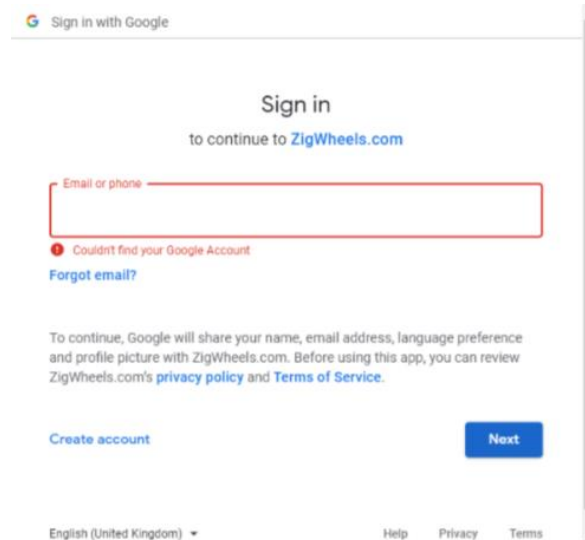 Sign in with Google
Sign in
to continue to ZigWheels.com
Email or phone
Couldn't find your Google Account
Forgot email?
To continue, Google will share your name, email address, language preference
and profile picture with ZigWheels.com. Before using this app, you can review
ZigWheels.com's privacy policy and Terms of Service.
Create account
Next
English (United Kingdom)
Help Privacy Terms